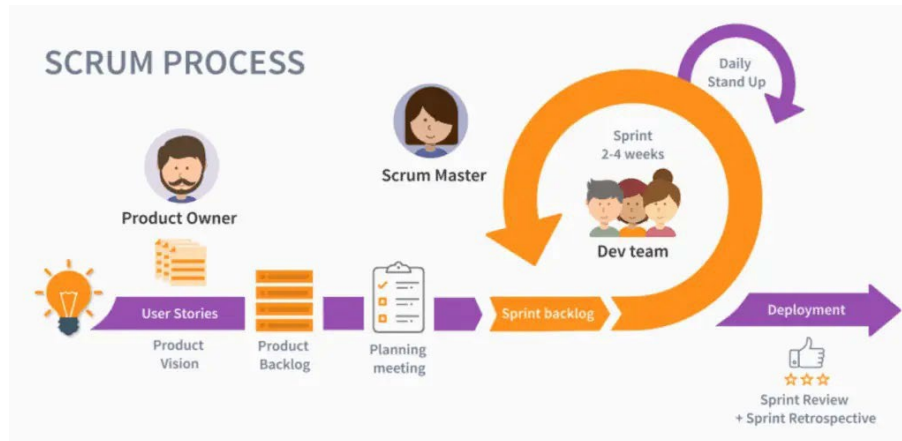 SCRUM PROCESS
Daily
Stand Up
Sprint
2-4 weeks
Scrum Master
Product Owner
Dev team
User Stories
Sprint backlog
Deployment
Product
Vision
Product
Backlog
Planning
meeting
Sprint Review
+ Sprint Retrospective